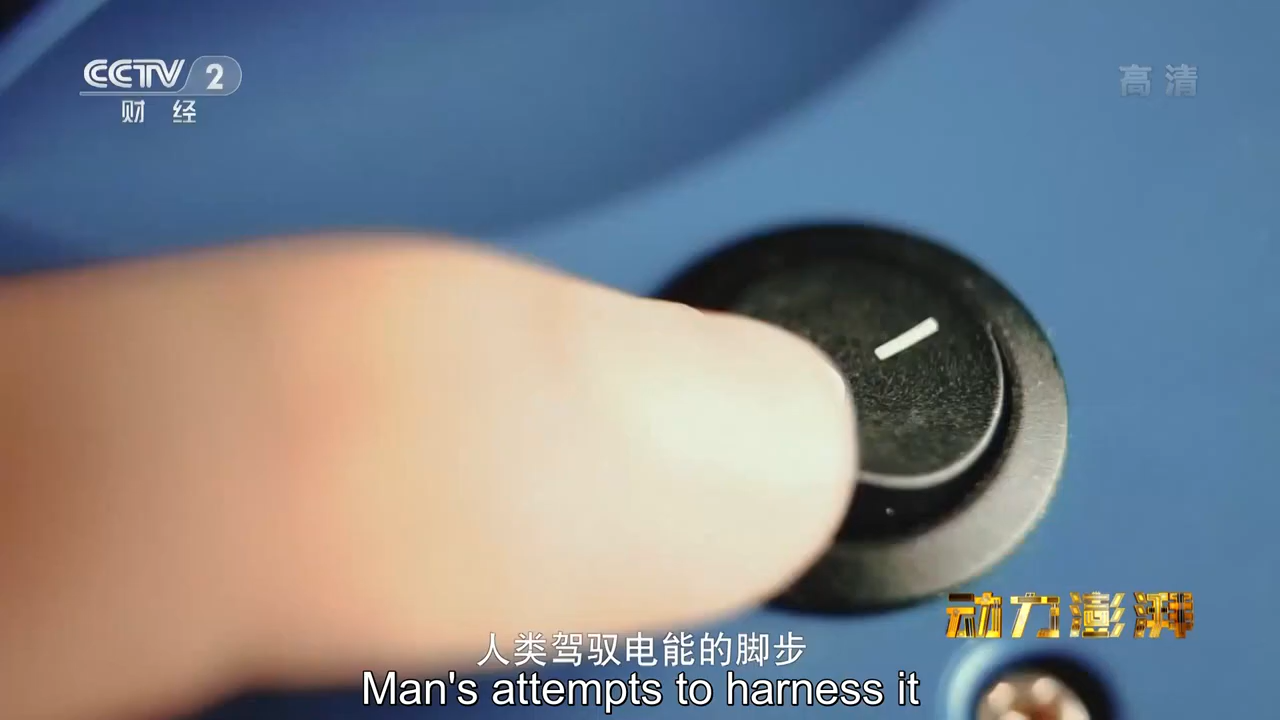 CCTV 2
财经
高清
动力澎湃
人类驾驭电能的脚步
Man's attempts to harness it